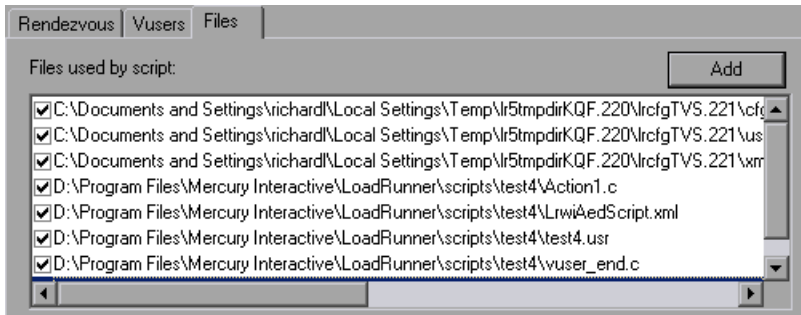 Rendezvous Vusers Files
Files used by script: Add
C:\Documents and Settings\richardl\Local Settings\Temp\lr5tmpdirKQF.220\lrcfgTVS.221\cfg
C:\Documents and Settings\richardl\Local Settings\Temp\lr5tmpdirKQF.220\lrcfgTVS.221\us
C:\Documents and Settings\richardl\Local Settings\Temp\lr5tmpdirKQF.220\lrcfgTVS.221\xm
D:\Program Files\Mercury Interactive\LoadRunner\scripts\test4\Action1.c
D:\Program Files\Mercury Interactive\LoadRunner\scripts\test4\LrwiAedScript.xml
D:\Program Files\Mercury Interactive\LoadRunner\scripts\test4\test4.usr
D:\Program Files\Mercury Interactive\LoadRunner\scripts\test4\vuser_end.c